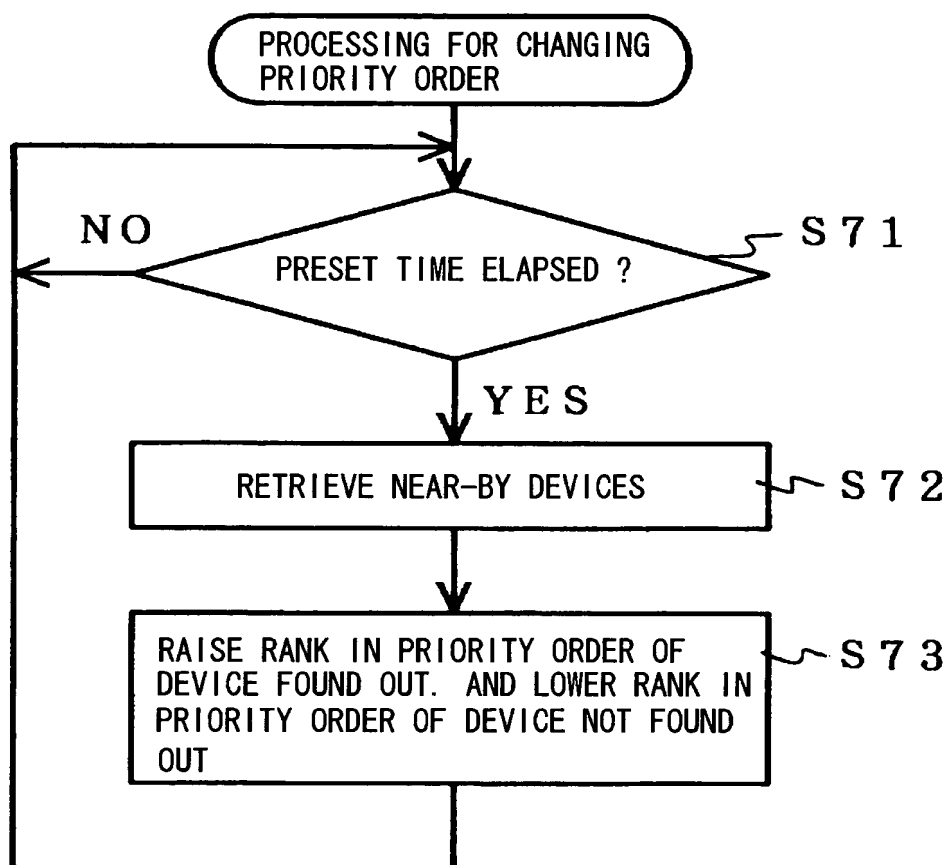 PROCESSING FOR CHANGING
PRIORITY ORDER
NO
PRESET TIME ELAPSED ?
S71
YES
RETRIEVE NEAR-BY DEVICES
S72
RAISE RANK IN PRIORITY ORDER OF
DEVICE FOUND OUT. AND LOWER RANK IN
PRIORITY ORDER OF DEVICE NOT FOUND
OUT
S73